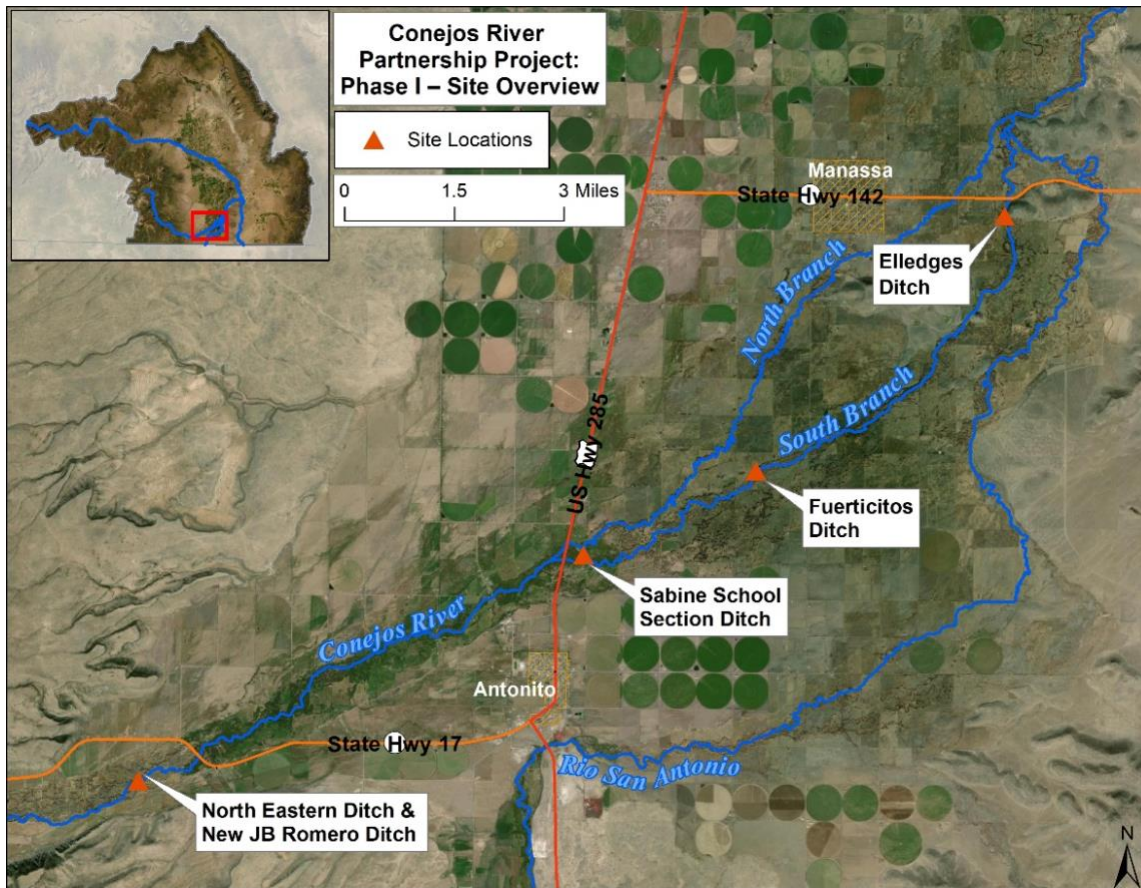 Conejos River
Partnership Project:
Phase I – Site Overview
Site Locations
0 1.5 3 Miles
Manassa
State Hwy 142
Elledges
Ditch
North Branch
South Branch
US Hwy 285
Fuerticitos
Ditch
Sabine School
Section Ditch
Conejos River
Antonito
State Hwy 17
Rio San Antonio
North Eastern Ditch &
New JB Romero Ditch
N